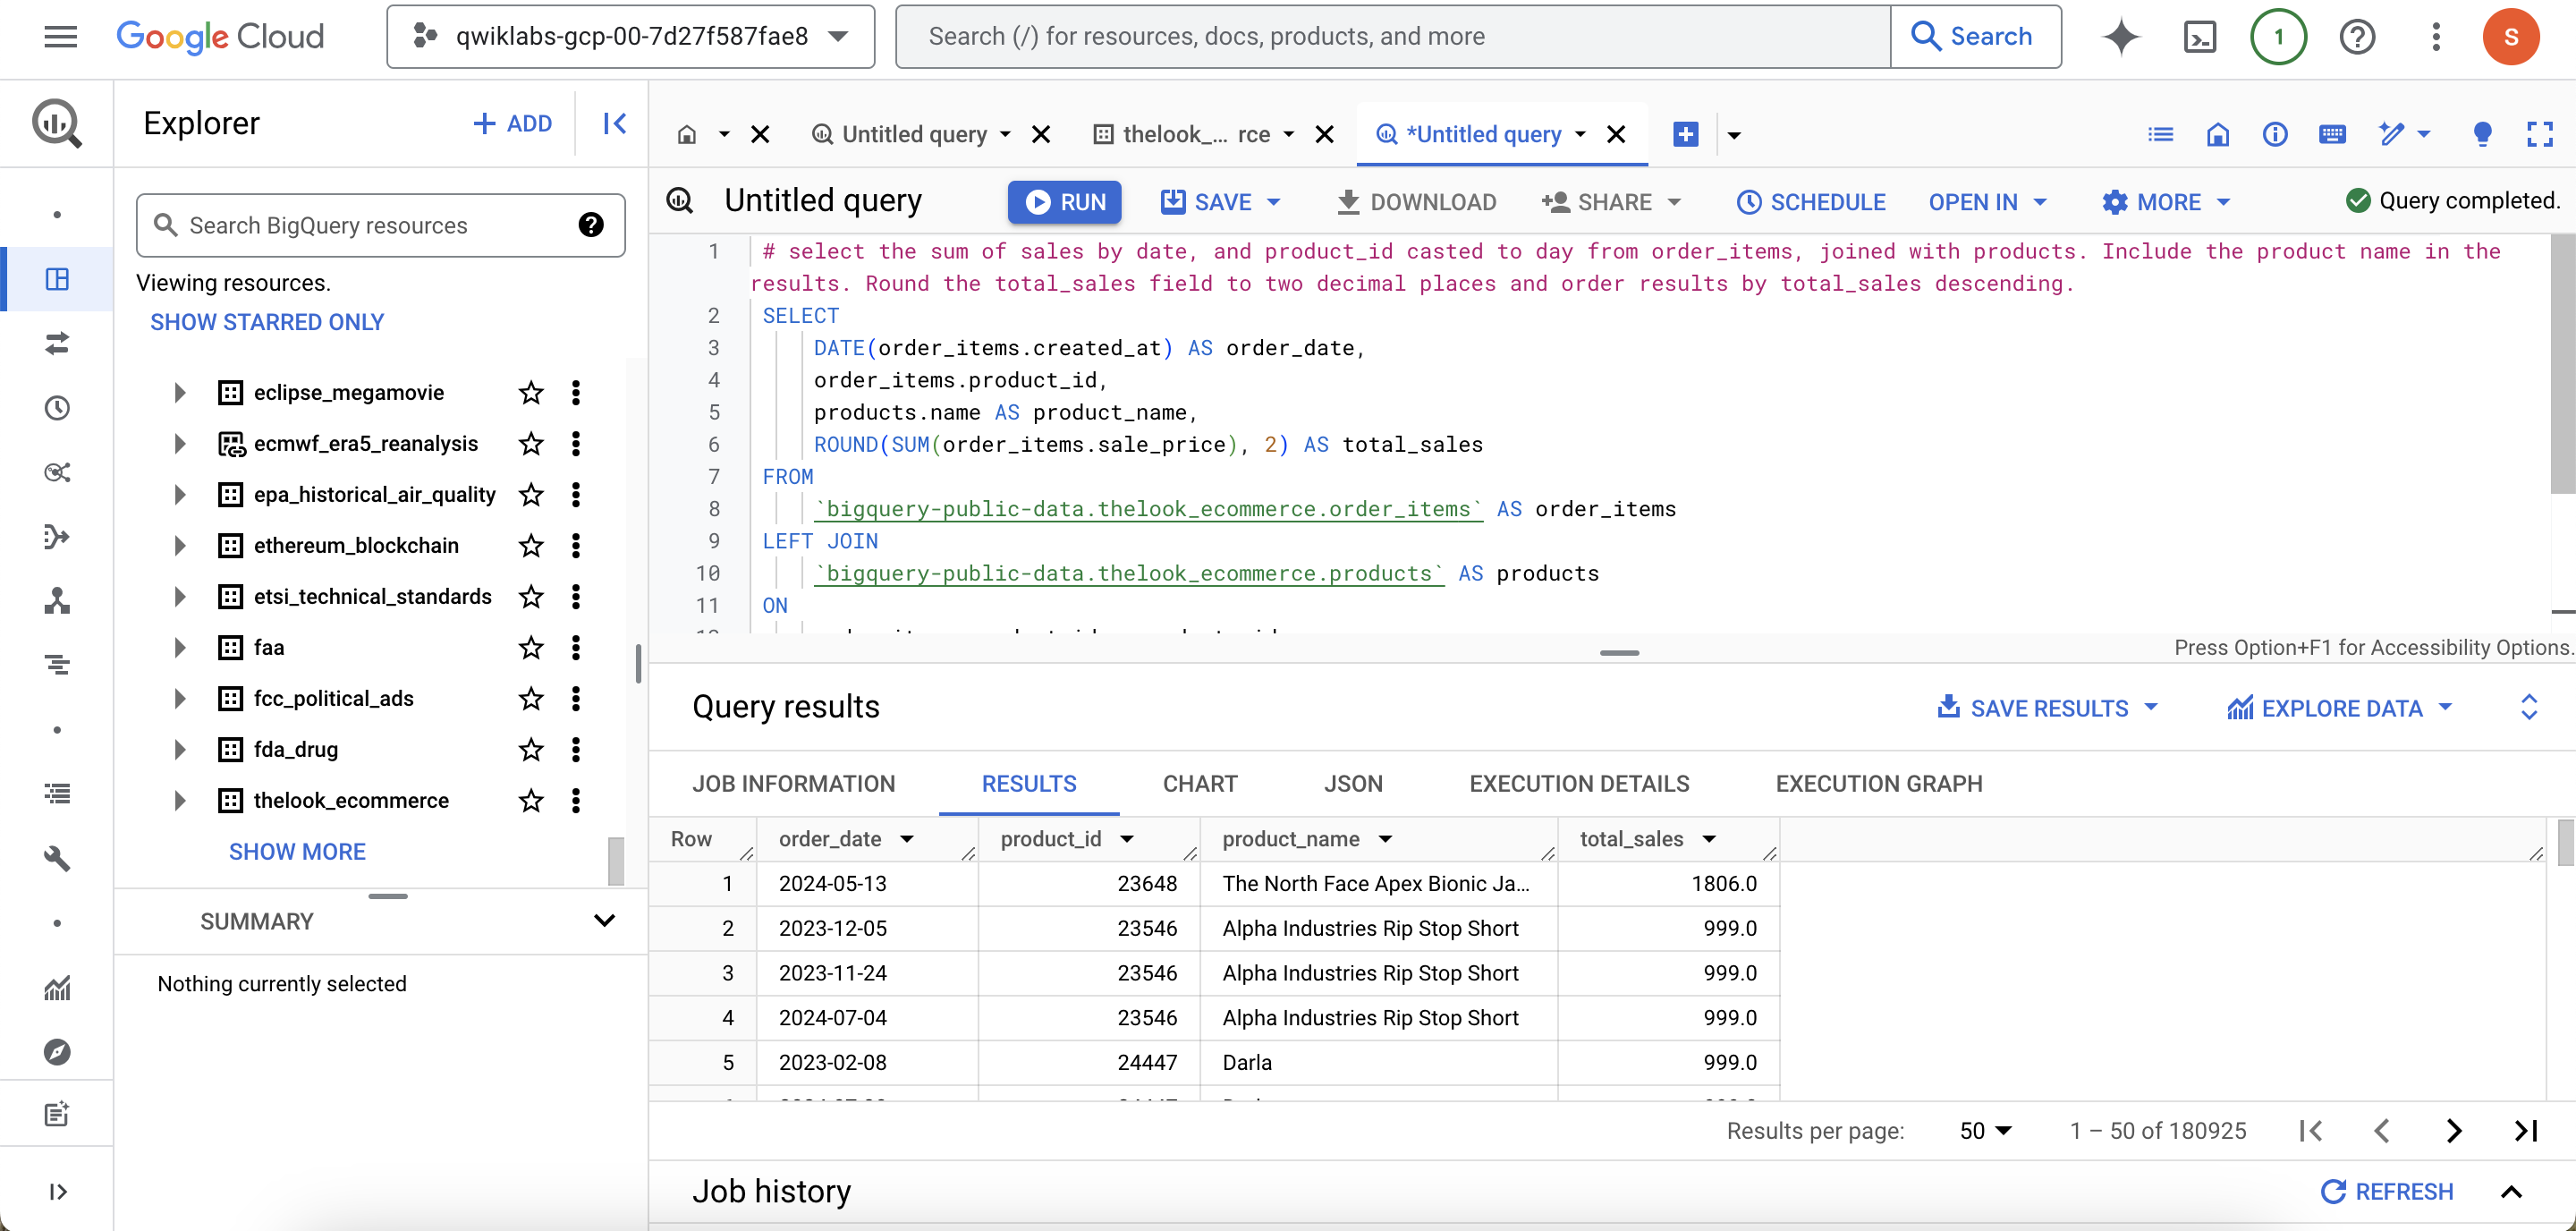 Google Cloud
qwiklabs-gcp-00-7d27f587fae8
Search (/) for resources, docs, products, and more
Search
1
S
Explorer
+ ADD
Untitled query
thelook_... rce
*Untitled query
Search BigQuery resources
Viewing resources.
SHOW STARRED ONLY
eclipse_megamovie
ecmwf_era5_reanalysis
epa_historical_air_quality
ethereum_blockchain
etsi_technical_standards
faa
fcc_political_ads
fda_drug
thelook_ecommerce
SHOW MORE
SUMMARY
Nothing currently selected
Untitled query
RUN
SAVE
DOWNLOAD
SHARE
SCHEDULE
OPEN IN
MORE
Query completed.
1 # select the sum of sales by date, and product_id casted to day from order_items, joined with products. Include the product name in the
results. Round the total_sales field to two decimal places and order results by total_sales descending.
2 SELECT
3 DATE(order_items.created_at) AS order_date,
4 order_items.product_id,
5 products.name AS product_name,
6 ROUND(SUM(order_items.sale_price), 2) AS total_sales
7 FROM
8 `bigquery-public-data.thelook_ecommerce.order_items` AS order_items
9 LEFT JOIN
10 `bigquery-public-data.thelook_ecommerce.products` AS products
11 ON
Press Option+F1 for Accessibility Options.
Query results
SAVE RESULTS
EXPLORE DATA
JOB INFORMATION
RESULTS
CHART
JSON
EXECUTION DETAILS
EXECUTION GRAPH
Row order_date product_id product_name total_sales
1 2024-05-13 23648 The North Face Apex Bionic Ja... 1806.0
2 2023-12-05 23546 Alpha Industries Rip Stop Short 999.0
3 2023-11-24 23546 Alpha Industries Rip Stop Short 999.0
4 2024-07-04 23546 Alpha Industries Rip Stop Short 999.0
5 2023-02-08 24447 Darla 999.0
Results per page: 50 1 – 50 of 180925
Job history
REFRESH